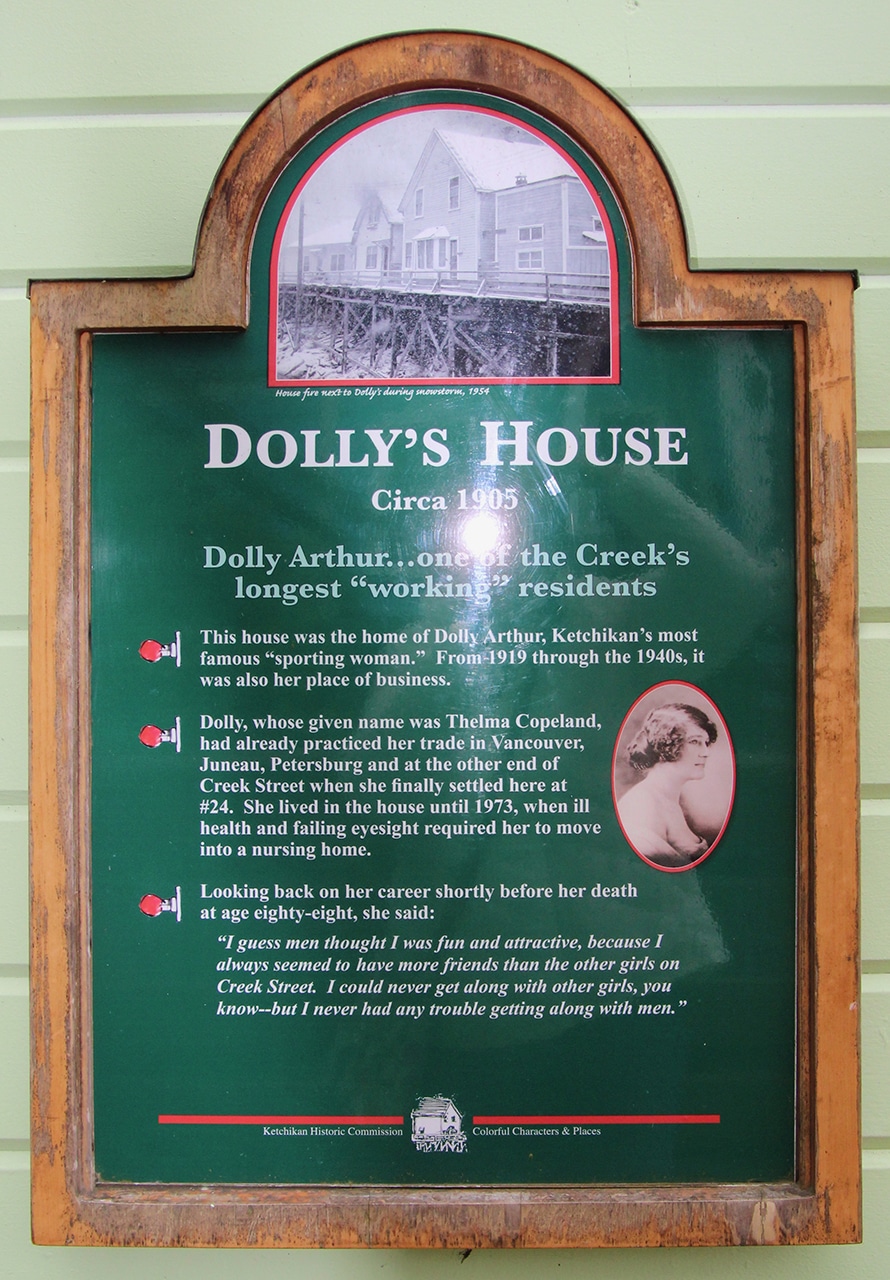 House fire next to Dolly's during snowstorm, 1954
DOLLY'S HOUSE
Circa 1905
Dolly Arthur...one of the Creek's
longest “working” residents
This house was the home of Dolly Arthur, Ketchikan's most
famous “sporting woman.” From 1919 through the 1940s, it
was also her place of business.
Dolly, whose given name was Thelma Copeland,
had already practiced her trade in Vancouver,
Juneau, Petersburg and at the other end of
Creek Street when she finally settled here at
#24. She lived in the house until 1973, when ill
health and failing eyesight required her to move
into a nursing home.
Looking back on her career shortly before her death
at age eighty-eight, she said:
“I guess men thought I was fun and attractive, because I
always seemed to have more friends than the other girls on
Creek Street. I could never get along with other girls, you
know--but I never had any trouble getting along with men.”
Ketchikan Historic Commission Colorful Characters & Places